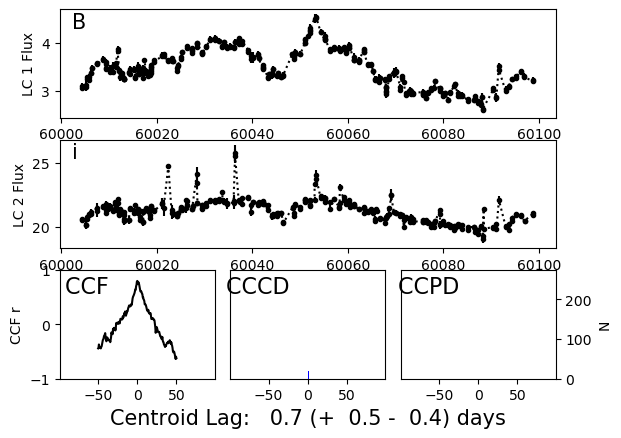 B
LC 1 Flux
4
3
60000 60020 60040 60060 60080 60100
i
LC 2 Flux
25
20
60000 60020 60040 60060 60080 60100
CCF CCCD CCPD
CCF r
1
0
−1
−50 0 50 −50 0 50 −50 0 50
200
100
0
N
Centroid Lag: 0.7 (+ 0.5 - 0.4) days